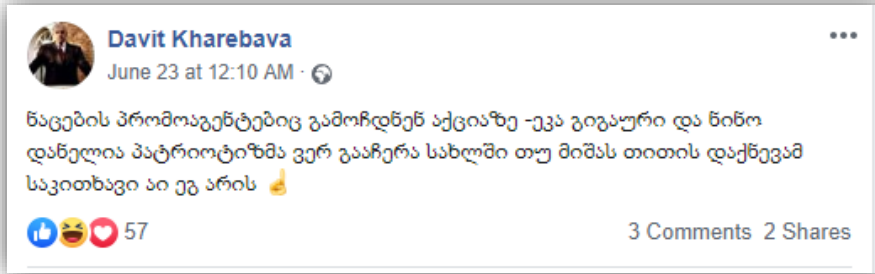 Davit Kharebava
June 23 at 12:10 AM ·
ნაცების პრომოაგენტებიც გამოჩდნენ აქციაზე -ეკა გიგაური და ნინო
დანელია პატრიოტიზმა ვერ გააჩერა სახლში თუ მიშას თითის დაქნევამ
საკითხავი აი ეგ არის ☝
57
3 Comments 2 Shares